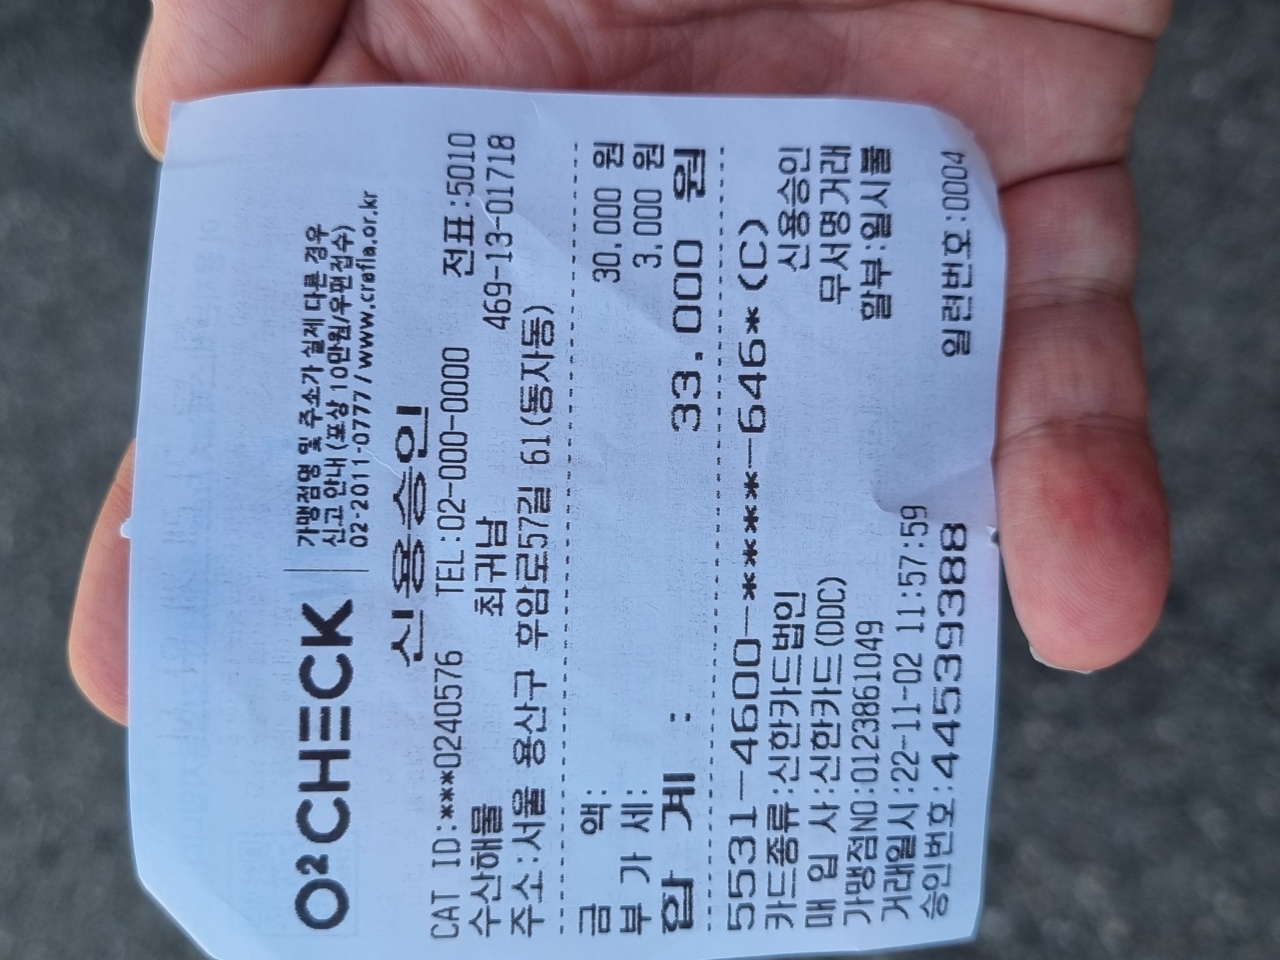 O²CHECK
가맹점명 및 주소가 실제 다른 경우
신고 안내 (포상 10만원/우편접수)
02-2011-0777 / www.crefia.or.kr
신용승인
CAT ID:***0240576 TEL:02-000-0000 전표:5010
수산해물 최귀남 469-13-01718
주소:서울 용산구 후암로57길 61(동자동)
금 액: 30,000 원
부 가 세: 3,000 원
합 계 : 33,000 원
5531-4600-****-646*(C)
카드종류:신한카드법인 신용승인
매 입 사:신한카드(DDC) 무서명거래
가맹점NO:0123861049 할부:일시불
거래일시:22-11-02 11:57:59
승인번호:44539388 일련번호:0004